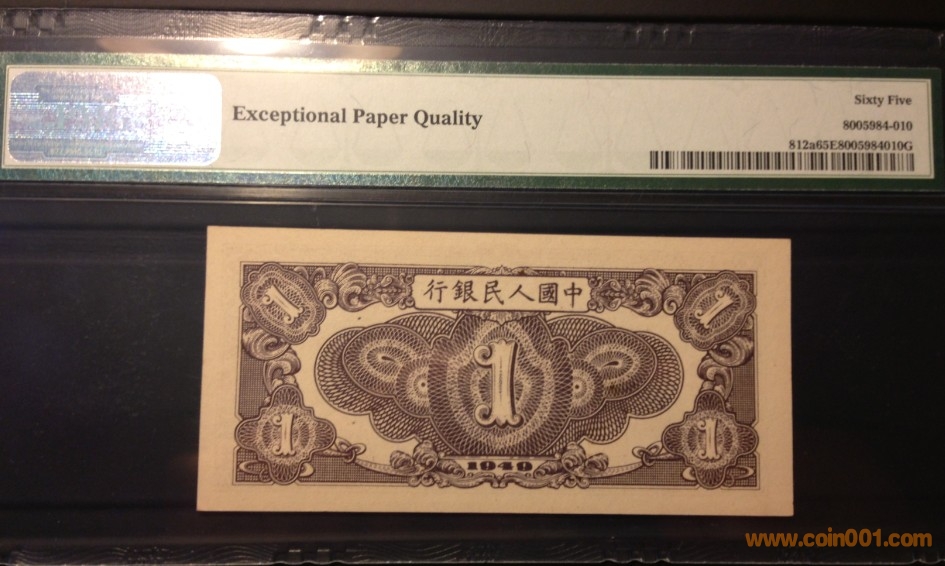 Exceptional Paper Quality
Sixty Five
8005984-010
812a65E8005984010G
行銀民人國中
1
1
1
1
1
1949
www.coin001.com